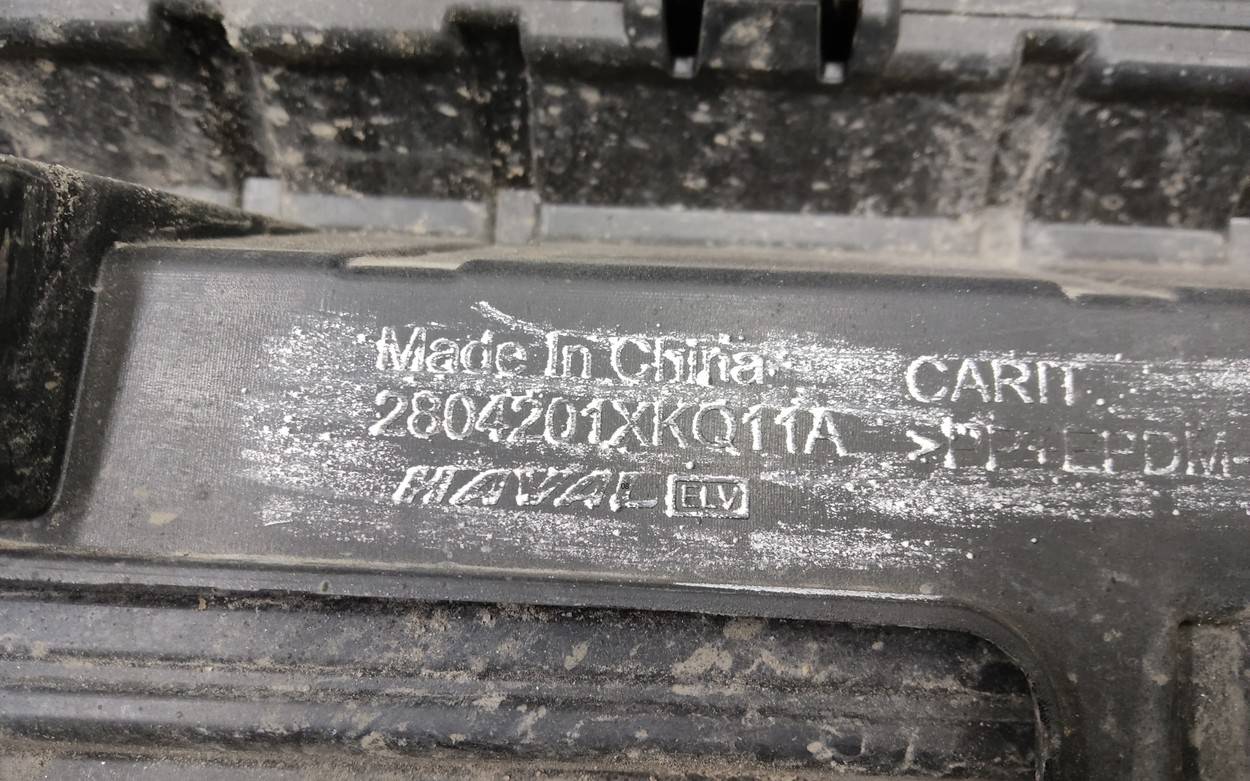 Made In China
2804201XKQ11A
HAVAL ELV
CARIT
>PP+EPDM-